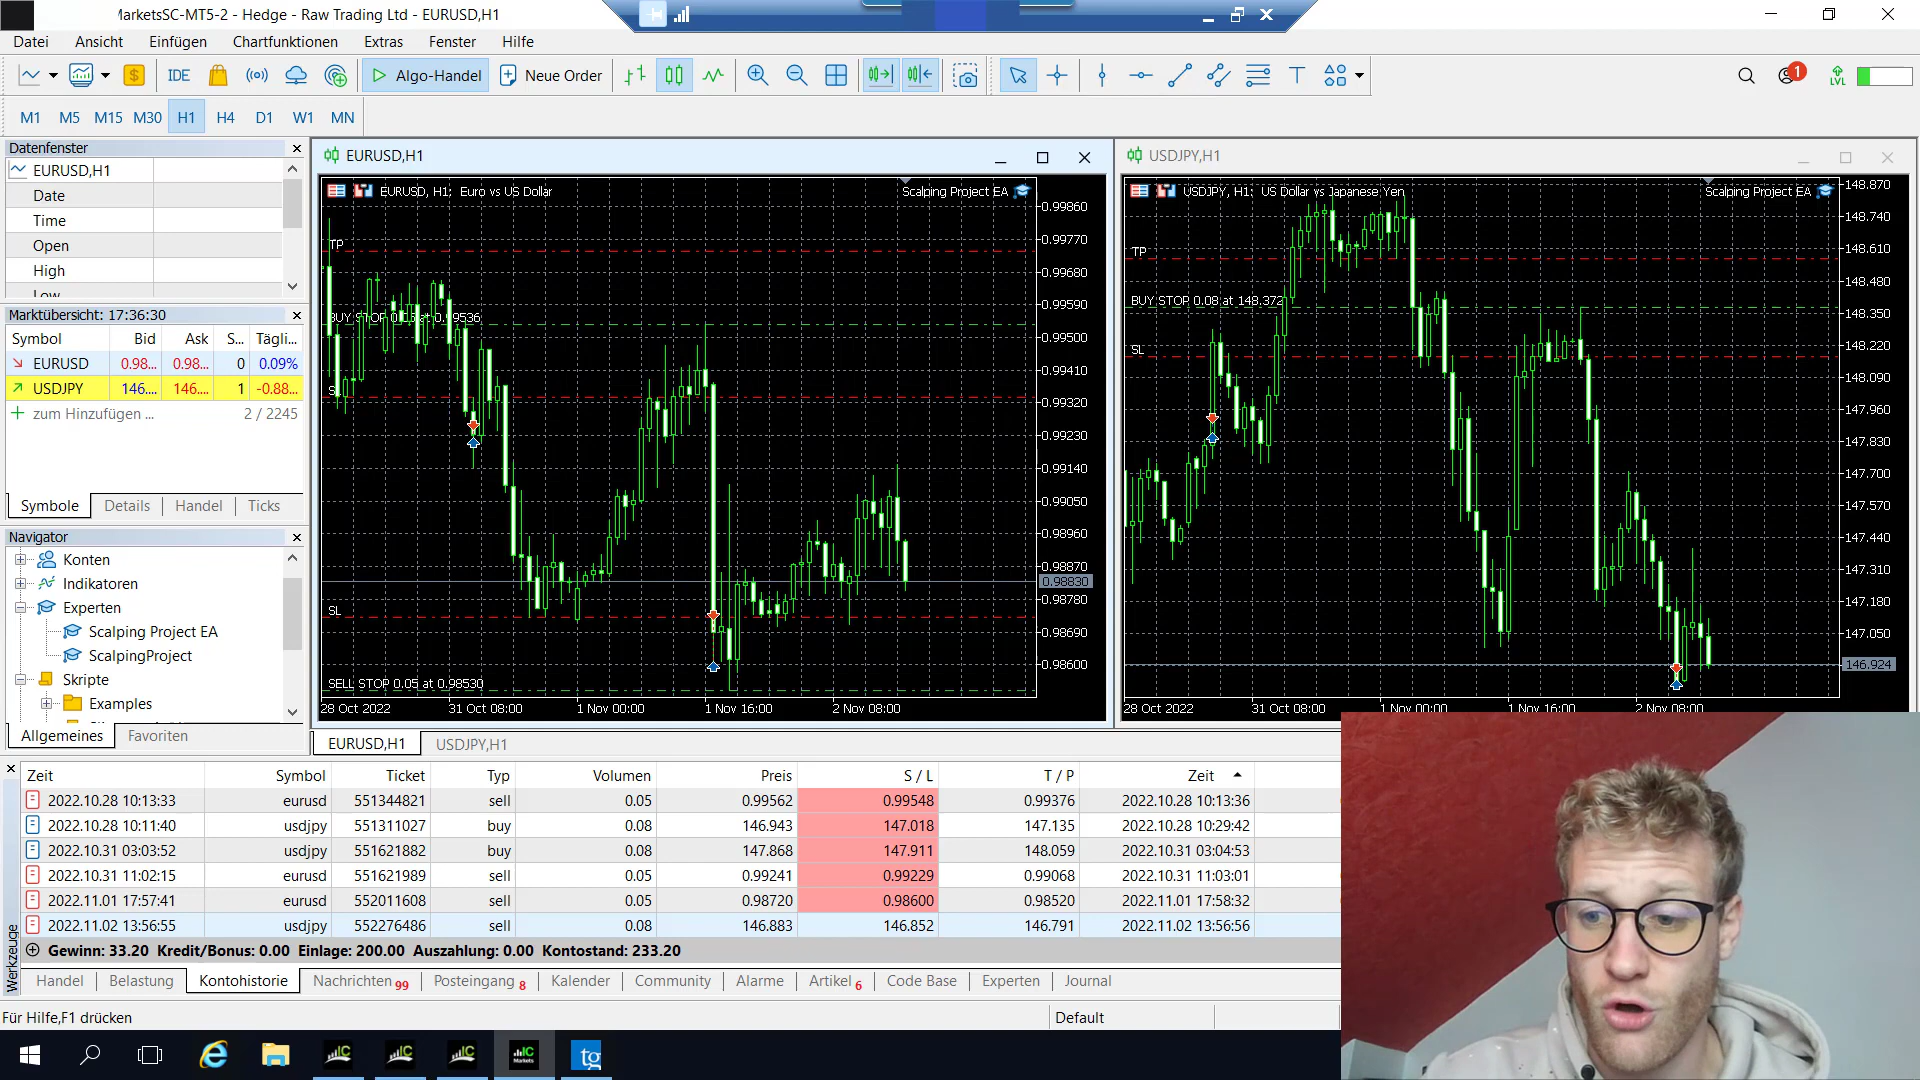 MarketsSC-MT5-2 - Hedge - Raw Trading Ltd - EURUSD,H1
Datei Ansicht Einfügen Chartfunktionen Extras Fenster Hilfe
IDE Algo-Handel Neue Order 1 LVL
M1 M5 M15 M30 H1 H4 D1 W1 MN
Datenfenster
EURUSD,H1
Date
Time
Open
High
Low
Marktübersicht: 17:36:30
Symbol Bid Ask S... Tägli...
EURUSD 0.98... 0.98... 0 0.09%
USDJPY 146.... 146.... 1 -0.88...
zum Hinzufügen ... 2 / 2245
Symbole Details Handel Ticks
Navigator
Konten
Indikatoren
Experten
Scalping Project EA
ScalpingProject
Skripte
Examples
Allgemeines Favoriten
EURUSD,H1
EURUSD, H1: Euro vs US Dollar
Scalping Project EA
TP
BUY STOP 0.05 at 0.99536
SL
SELL STOP 0.05 at 0.98530
0.99860
0.99770
0.99680
0.99590
0.99500
0.99410
0.99320
0.99230
0.99140
0.99050
0.98960
0.98870
0.98830
0.98780
0.98690
0.98600
28 Oct 2022 31 Oct 08:00 1 Nov 00:00 1 Nov 16:00 2 Nov 08:00
USDJPY,H1
USDJPY, H1: US Dollar vs Japanese Yen
Scalping Project EA
TP
BUY STOP 0.08 at 148.372
SL
148.870
148.740
148.610
148.480
148.350
148.220
148.090
147.960
147.830
147.700
147.570
147.440
147.310
147.180
147.050
146.924
28 Oct 2022 31 Oct 08:00 1 Nov 00:00 1 Nov 16:00 2 Nov 08:00
EURUSD,H1 USDJPY,H1
Zeit Symbol Ticket Typ Volumen Preis S / L T / P Zeit
2022.10.28 10:13:33 eurusd 551344821 sell 0.05 0.99562 0.99548 0.99376 2022.10.28 10:13:36
2022.10.28 10:11:40 usdjpy 551311027 buy 0.08 146.943 147.018 147.135 2022.10.28 10:29:42
2022.10.31 03:03:52 usdjpy 551621882 buy 0.08 147.868 147.911 148.059 2022.10.31 03:04:53
2022.10.31 11:02:15 eurusd 551621989 sell 0.05 0.99241 0.99229 0.99068 2022.10.31 11:03:01
2022.11.01 17:57:41 eurusd 552011608 sell 0.05 0.98720 0.98600 0.98520 2022.11.01 17:58:32
2022.11.02 13:56:55 usdjpy 552276486 sell 0.08 146.883 146.852 146.791 2022.11.02 13:56:56
Gewinn: 33.20 Kredit/Bonus: 0.00 Einlage: 200.00 Auszahlung: 0.00 Kontostand: 233.20
Werkzeuge
Handel Belastung Kontohistorie Nachrichten 99 Posteingang 8 Kalender Community Alarme Artikel 6 Code Base Experten Journal
Für Hilfe,F1 drücken Default
IC IC IC IC Markets tg